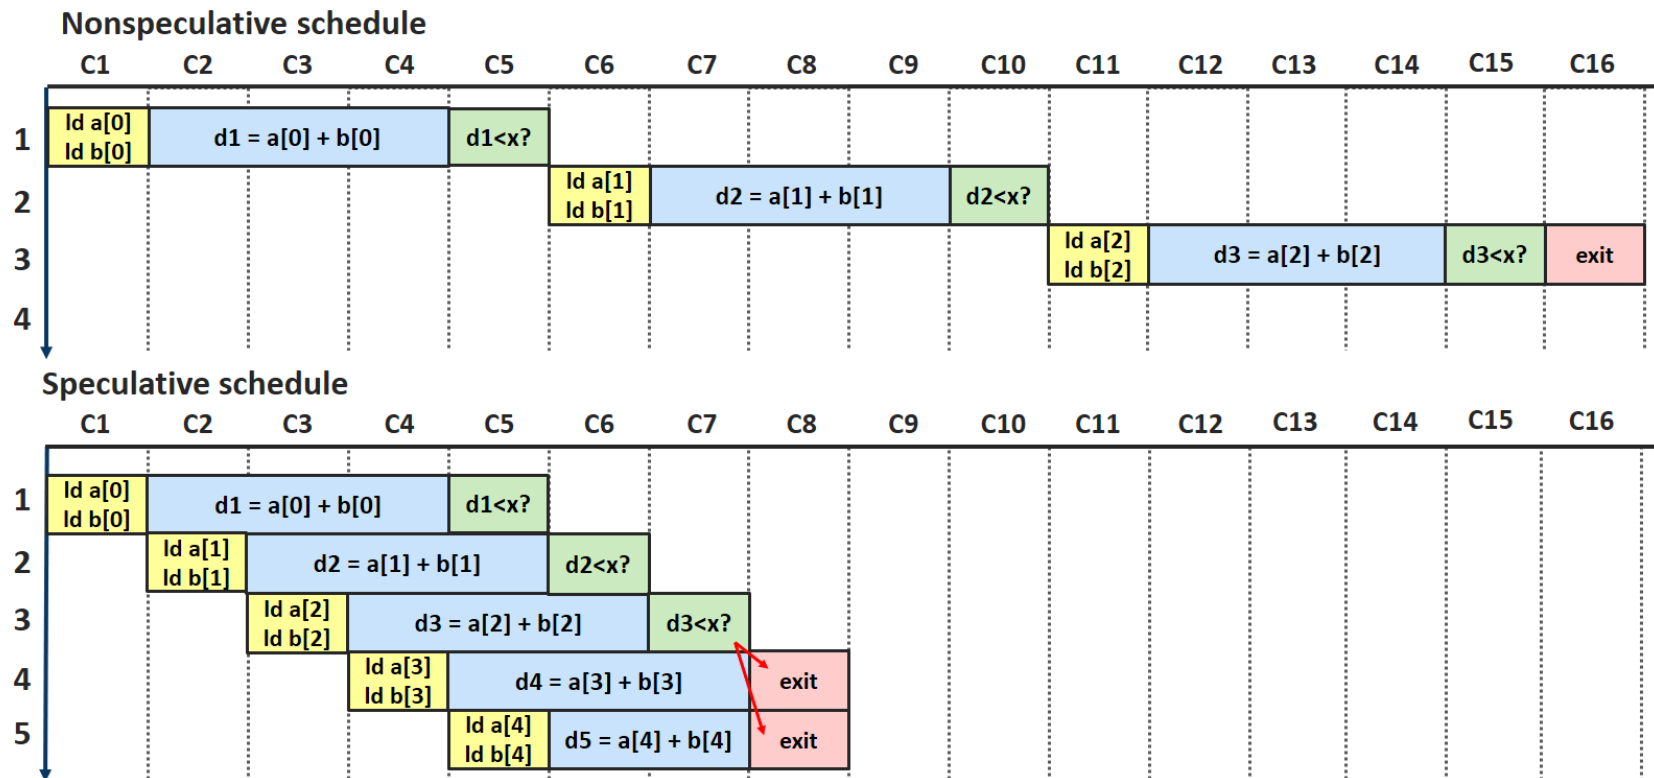 Nonspeculative schedule
C1 C2 C3 C4 C5 C6 C7 C8 C9 C10 C11 C12 C13 C14 C15 C16
1
ld a[0]
ld b[0]
d1 = a[0] + b[0]
d1<x?
2
ld a[1]
ld b[1]
d2 = a[1] + b[1]
d2<x?
3
ld a[2]
ld b[2]
d3 = a[2] + b[2]
d3<x?
exit
4
Speculative schedule
C1 C2 C3 C4 C5 C6 C7 C8 C9 C10 C11 C12 C13 C14 C15 C16
1
ld a[0]
ld b[0]
d1 = a[0] + b[0]
d1<x?
2
ld a[1]
ld b[1]
d2 = a[1] + b[1]
d2<x?
3
ld a[2]
ld b[2]
d3 = a[2] + b[2]
d3<x?
4
ld a[3]
ld b[3]
d4 = a[3] + b[3]
exit
5
ld a[4]
ld b[4]
d5 = a[4] + b[4]
exit